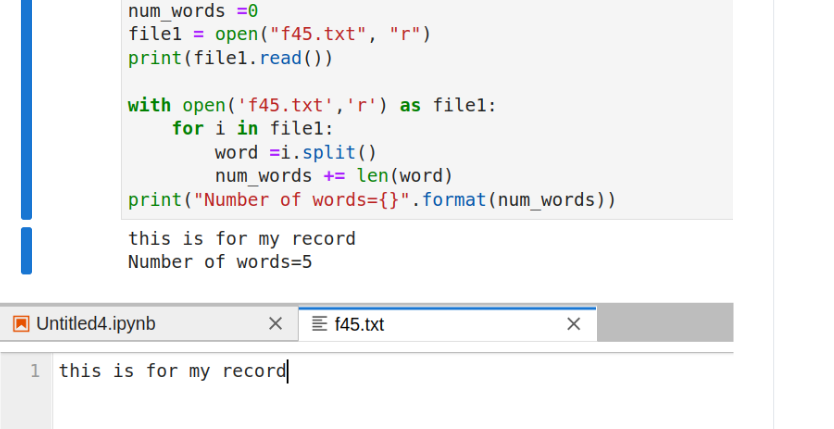 num_words =0
file1 = open("f45.txt", "r")
print(file1.read())
with open('f45.txt','r') as file1:
    for i in file1:
        word =i.split()
        num_words += len(word)
print("Number of words={}".format(num_words))
this is for my record
Number of words=5
Untitled4.ipynb
f45.txt
1 this is for my record